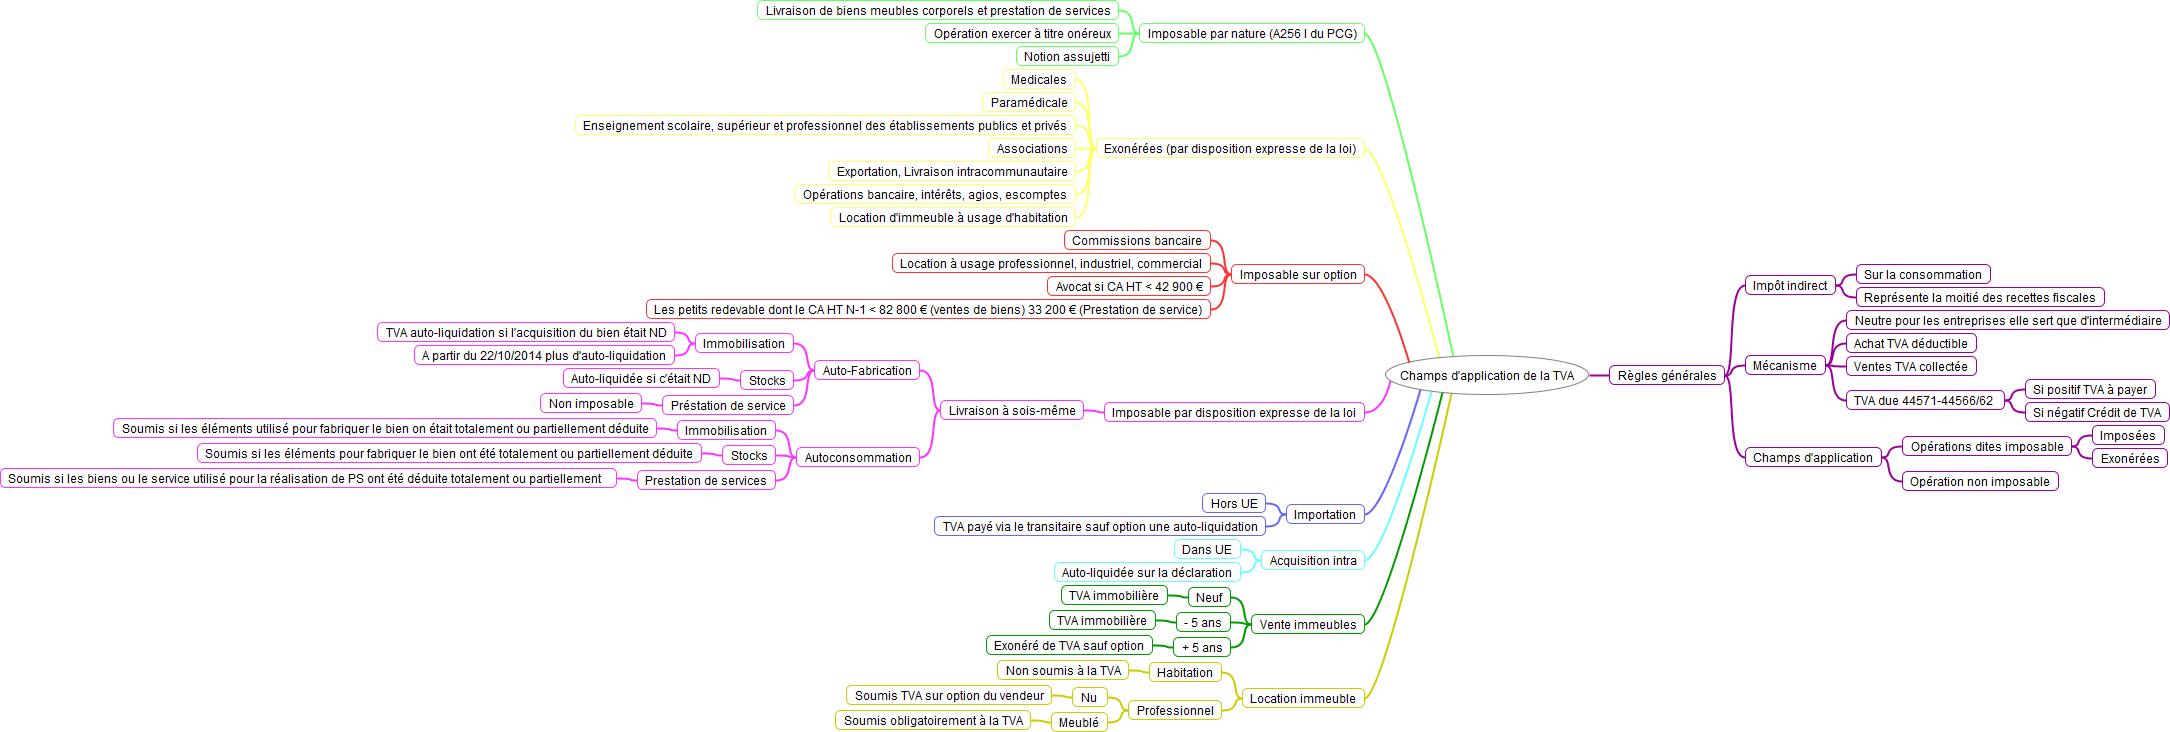 Livraison de biens meubles corporels et prestation de services
Opération exercer à titre onéreux
Notion assujetti
Imposable par nature (A256 I du PCG)
Medicales
Paramédicale
Enseignement scolaire, supérieur et professionnel des établissements publics et privés
Associations
Exportation, Livraison intracommunautaire
Opérations bancaire, intérêts, agios, escomptes
Location d'immeuble à usage d'habitation
Exonérées (par disposition expresse de la loi)
Commissions bancaire
Location à usage professionnel, industriel, commercial
Avocat si CA HT < 42 900 €
Les petits redevable dont le CA HT N-1 < 82 800 € (ventes de biens) 33 200 € (Prestation de service)
Imposable sur option
TVA auto-liquidation si l'acquisition du bien était ND
A partir du 22/10/2014 plus d'auto-liquidation
Immobilisation
Auto-liquidée si c'était ND
Stocks
Non imposable
Préstation de service
Auto-Fabrication
Soumis si les éléments utilisé pour fabriquer le bien on était totalement ou partiellement déduite
Immobilisation
Soumis si les éléments pour fabriquer le bien ont été totalement ou partiellement déduite
Stocks
Soumis si les biens ou le service utilisé pour la réalisation de PS ont été déduite totalement ou partiellement
Prestation de services
Autoconsommation
Livraison à sois-même
Imposable par disposition expresse de la loi
Hors UE
TVA payé via le transitaire sauf option une auto-liquidation
Importation
Dans UE
Auto-liquidée sur la déclaration
Acquisition intra
TVA immobilière
Neuf
TVA immobilière
- 5 ans
Exonéré de TVA sauf option
+ 5 ans
Vente immeubles
Non soumis à la TVA
Habitation
Soumis TVA sur option du vendeur
Nu
Soumis obligatoirement à la TVA
Meublé
Professionnel
Location immeuble
Champs d'application de la TVA
Règles générales
Impôt indirect
Sur la consommation
Représente la moitié des recettes fiscales
Mécanisme
Neutre pour les entreprises elle sert que d'intermédiaire
Achat TVA déductible
Ventes TVA collectée
TVA due 44571-44566/62
Si positif TVA à payer
Si négatif Crédit de TVA
Champs d'application
Opérations dites imposable
Imposées
Exonérées
Opération non imposable